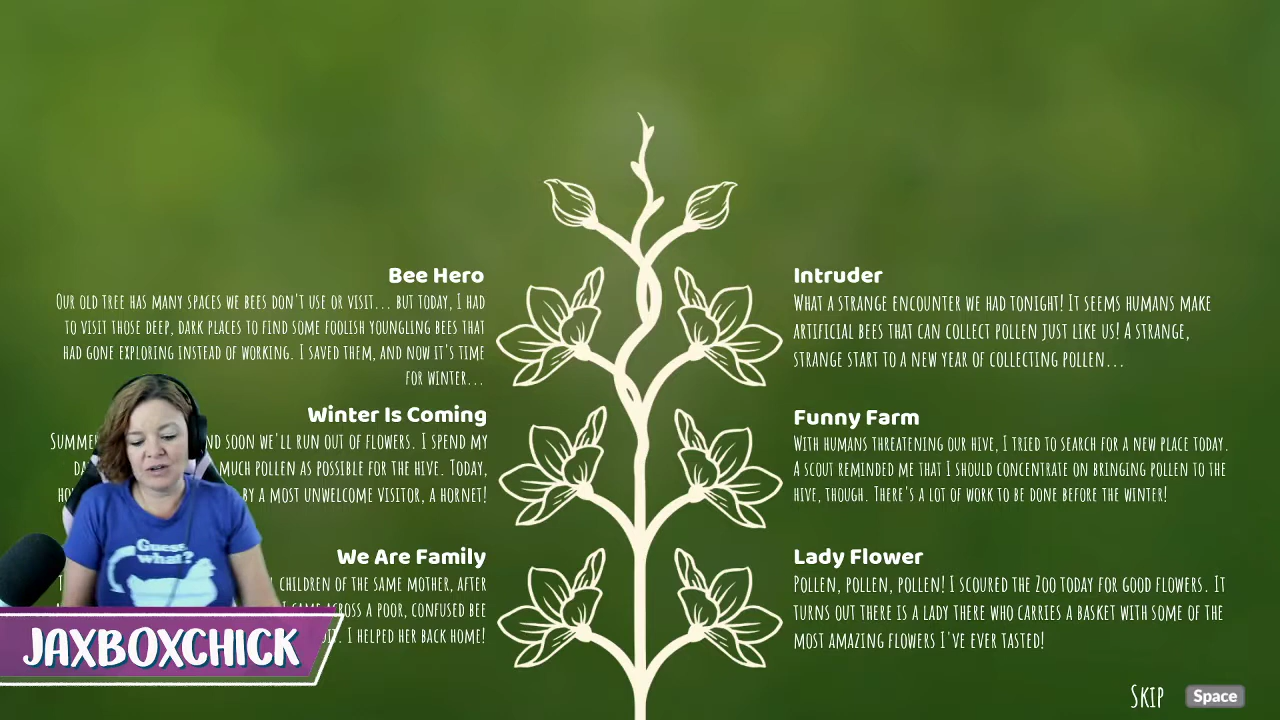 Bee Hero
OUR OLD TREE HAS MANY SPACES WE BEES DON'T USE OR VISIT... BUT TODAY, I HAD
TO VISIT THOSE DEEP, DARK PLACES TO FIND SOME FOOLISH YOUNGLING BEES THAT
HAD GONE EXPLORING INSTEAD OF WORKING. I SAVED THEM, AND NOW IT'S TIME
FOR WINTER...
Winter Is Coming
ND SOON WE'LL RUN OUT OF FLOWERS. I SPEND MY
MUCH POLLEN AS POSSIBLE FOR THE HIVE. TODAY,
BY A MOST UNWELCOME VISITOR, A HORNET!
We Are Family
CHILDREN OF THE SAME MOTHER, AFTER
I CAME ACROSS A POOR, CONFUSED BEE
I HELPED HER BACK HOME!
Intruder
WHAT A STRANGE ENCOUNTER WE HAD TONIGHT! IT SEEMS HUMANS MAKE
ARTIFICIAL BEES THAT CAN COLLECT POLLEN JUST LIKE US! A STRANGE,
STRANGE START TO A NEW YEAR OF COLLECTING POLLEN...
Funny Farm
WITH HUMANS THREATENING OUR HIVE, I TRIED TO SEARCH FOR A NEW PLACE TODAY.
A SCOUT REMINDED ME THAT I SHOULD CONCENTRATE ON BRINGING POLLEN TO THE
HIVE, THOUGH. THERE'S A LOT OF WORK TO BE DONE BEFORE THE WINTER!
Lady Flower
POLLEN, POLLEN, POLLEN! I SCOURED THE ZOO TODAY FOR GOOD FLOWERS. IT
TURNS OUT THERE IS A LADY THERE WHO CARRIES A BASKET WITH SOME OF THE
MOST AMAZING FLOWERS I'VE EVER TASTED!
Guess
what?
JAXBOXCHICK
SKIP Space